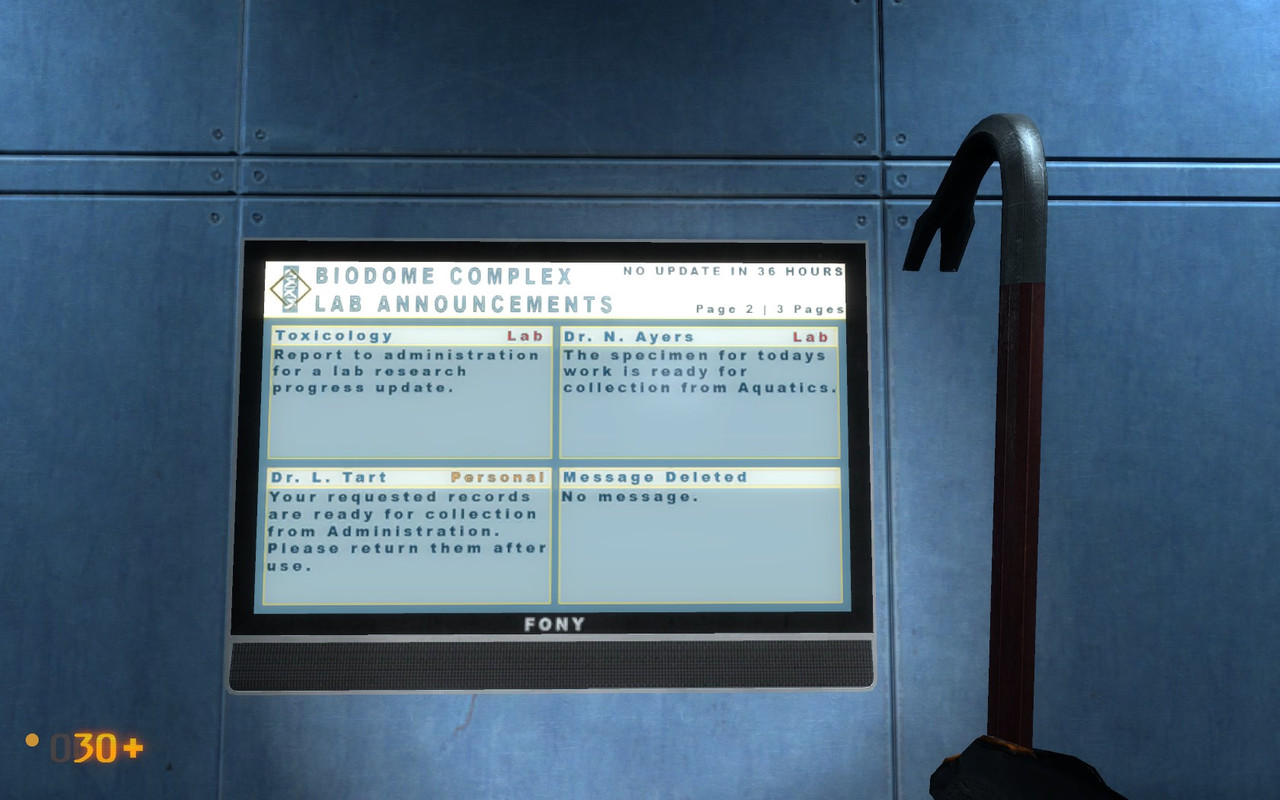 BIODOME COMPLEX
LAB ANNOUNCEMENTS
NO UPDATE IN 36 HOURS
Page 2 | 3 Pages
Toxicology Lab
Report to administration
for a lab research
progress update.
Dr. N. Ayers Lab
The specimen for todays
work is ready for
collection from Aquatics.
Dr. L. Tart Personal
Your requested records
are ready for collection
from Administration.
Please return them after
use.
Message Deleted
No message.
FONY
030+